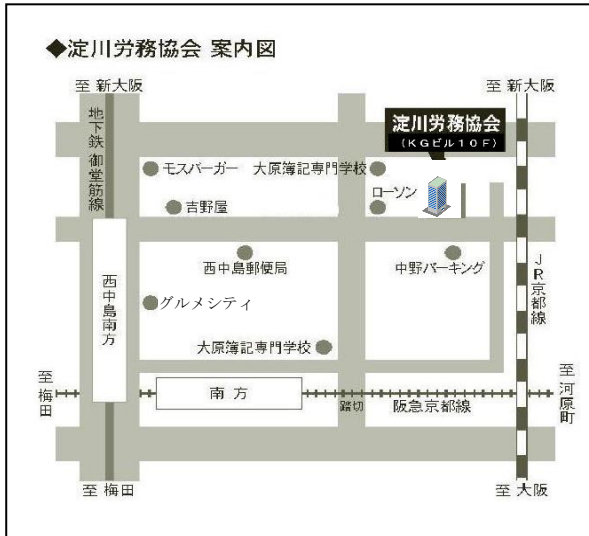 ◆淀川労務協会 案内図
至 新大阪
至 新大阪
地下鉄 御堂筋線
淀川労務協会
(KGビル10F)
モスバーガー
大原簿記専門学校
吉野屋
ローソン
西中島郵便局
中野パーキング
西中島南方
グルメシティ
JR京都線
大原簿記専門学校
至 梅田
南方
踏切
阪急京都線
至 河原町
至 梅田
至 大阪